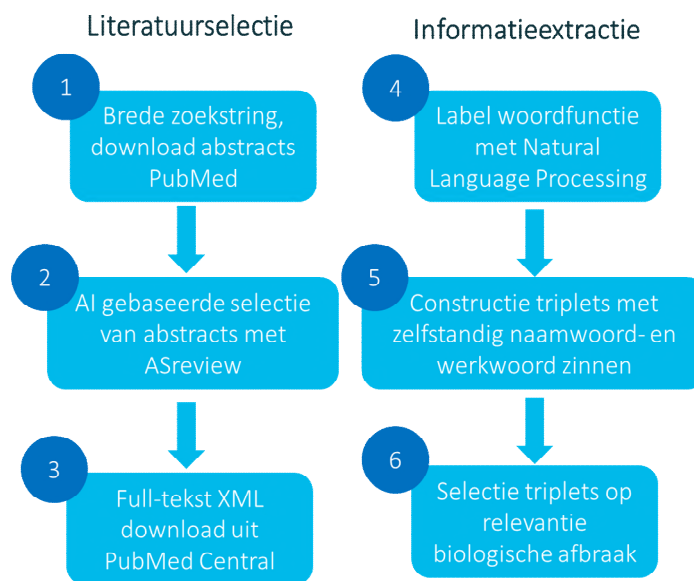 Literatuurselectie
1
Brede zoekstring,
download abstracts
PubMed
2
AI gebaseerde selectie
van abstracts met
ASreview
3
Full-tekst XML
download uit
PubMed Central
Informatieextractie
4
Label woordfunctie
met Natural
Language Processing
5
Constructie triplets met
zelfstandig naamwoord- en
werkwoord zinnen
6
Selectie triplets op
relevantie
biologische afbraak